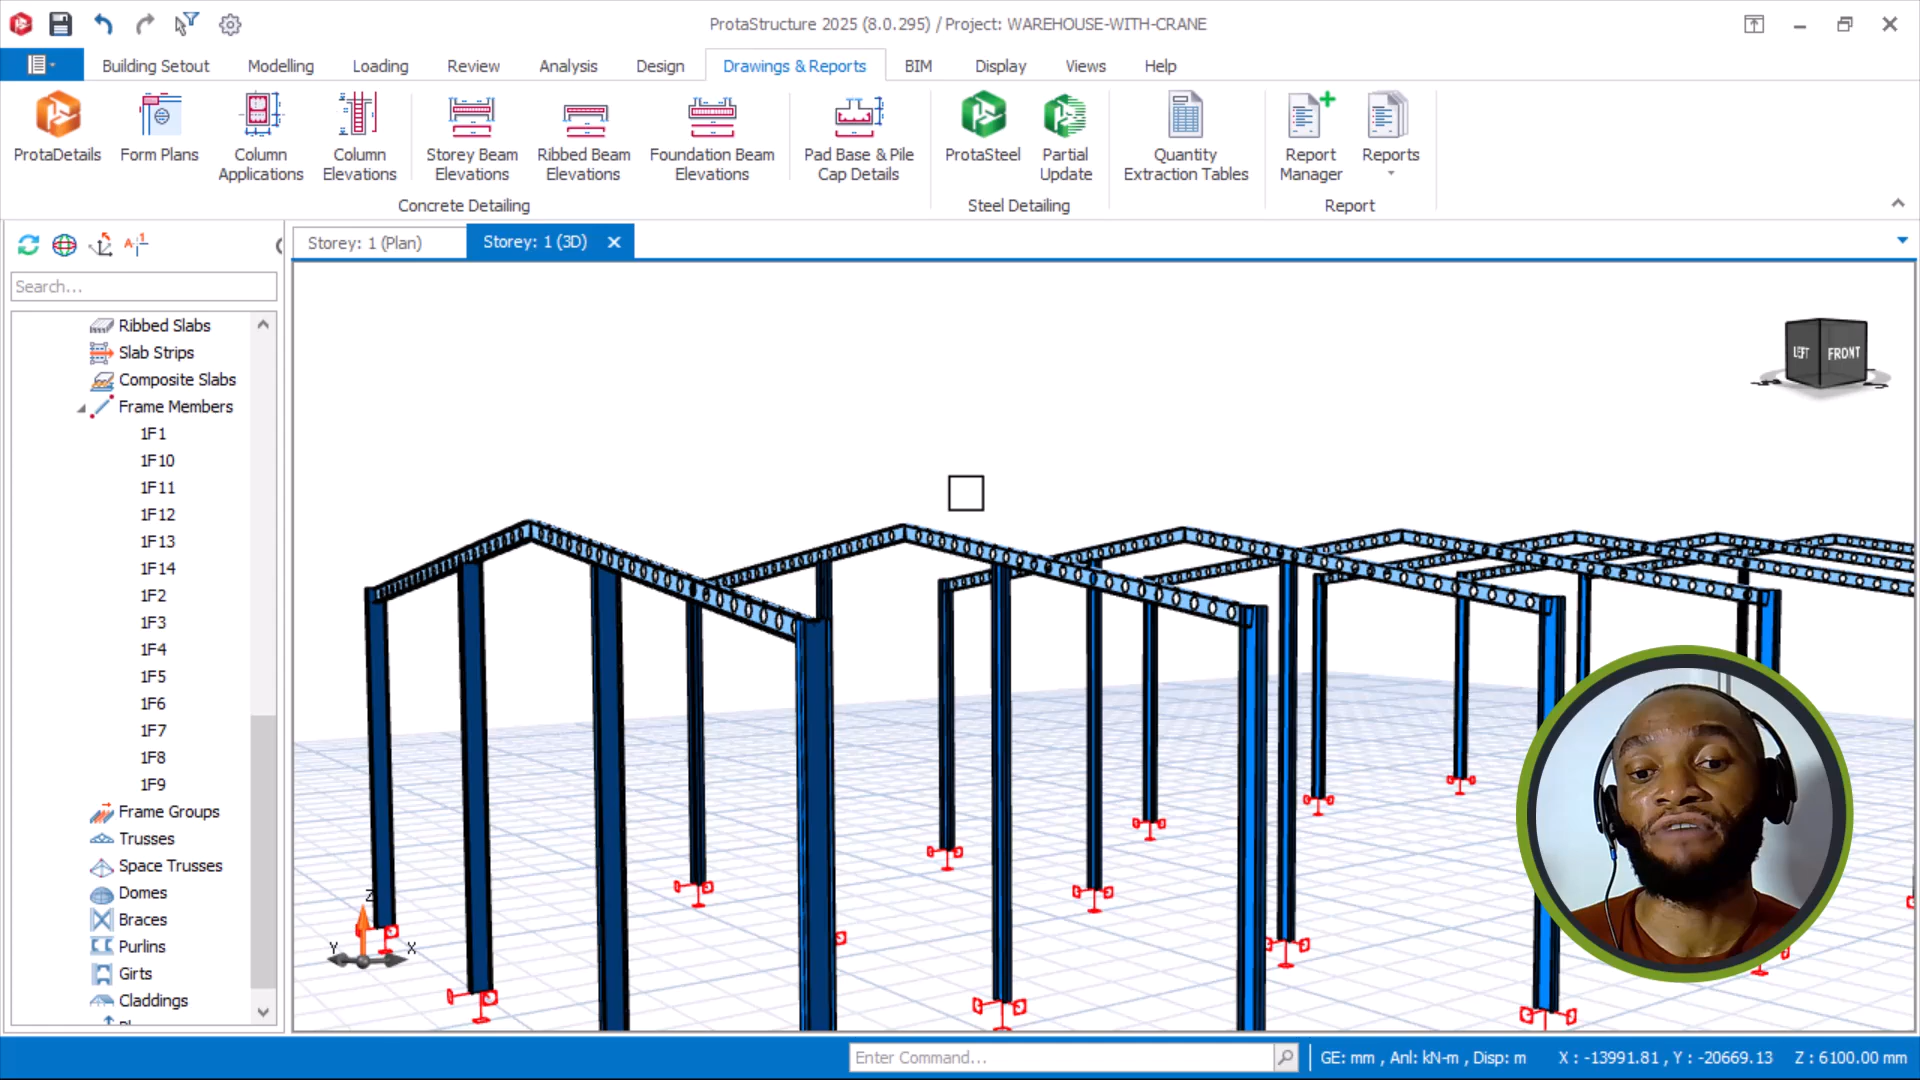 ProtaStructure 2025 (8.0.295) / Project: WAREHOUSE-WITH-CRANE
Building Setout
Modelling
Loading
Review
Analysis
Design
Drawings & Reports
BIM
Display
Views
Help
ProtaDetails
Form Plans
Column
Applications
Column
Elevations
Storey Beam
Elevations
Ribbed Beam
Elevations
Foundation Beam
Elevations
Pad Base & Pile
Cap Details
ProtaSteel
Partial
Update
Quantity
Extraction Tables
Report
Manager
Reports
Concrete Detailing
Steel Detailing
Report
Storey: 1 (Plan)
Storey: 1 (3D)
Search...
Ribbed Slabs
Slab Strips
Composite Slabs
Frame Members
1F1
1F10
1F11
1F12
1F13
1F14
1F2
1F3
1F4
1F5
1F6
1F7
1F8
1F9
Frame Groups
Trusses
Space Trusses
Domes
Braces
Purlins
Girts
Claddings
LEFT
FRONT
Z
Y
X
Enter Command...
GE: mm , Anl: kN-m , Disp: m
X : -13991.81 , Y : -20669.13
Z : 6100.00 mm